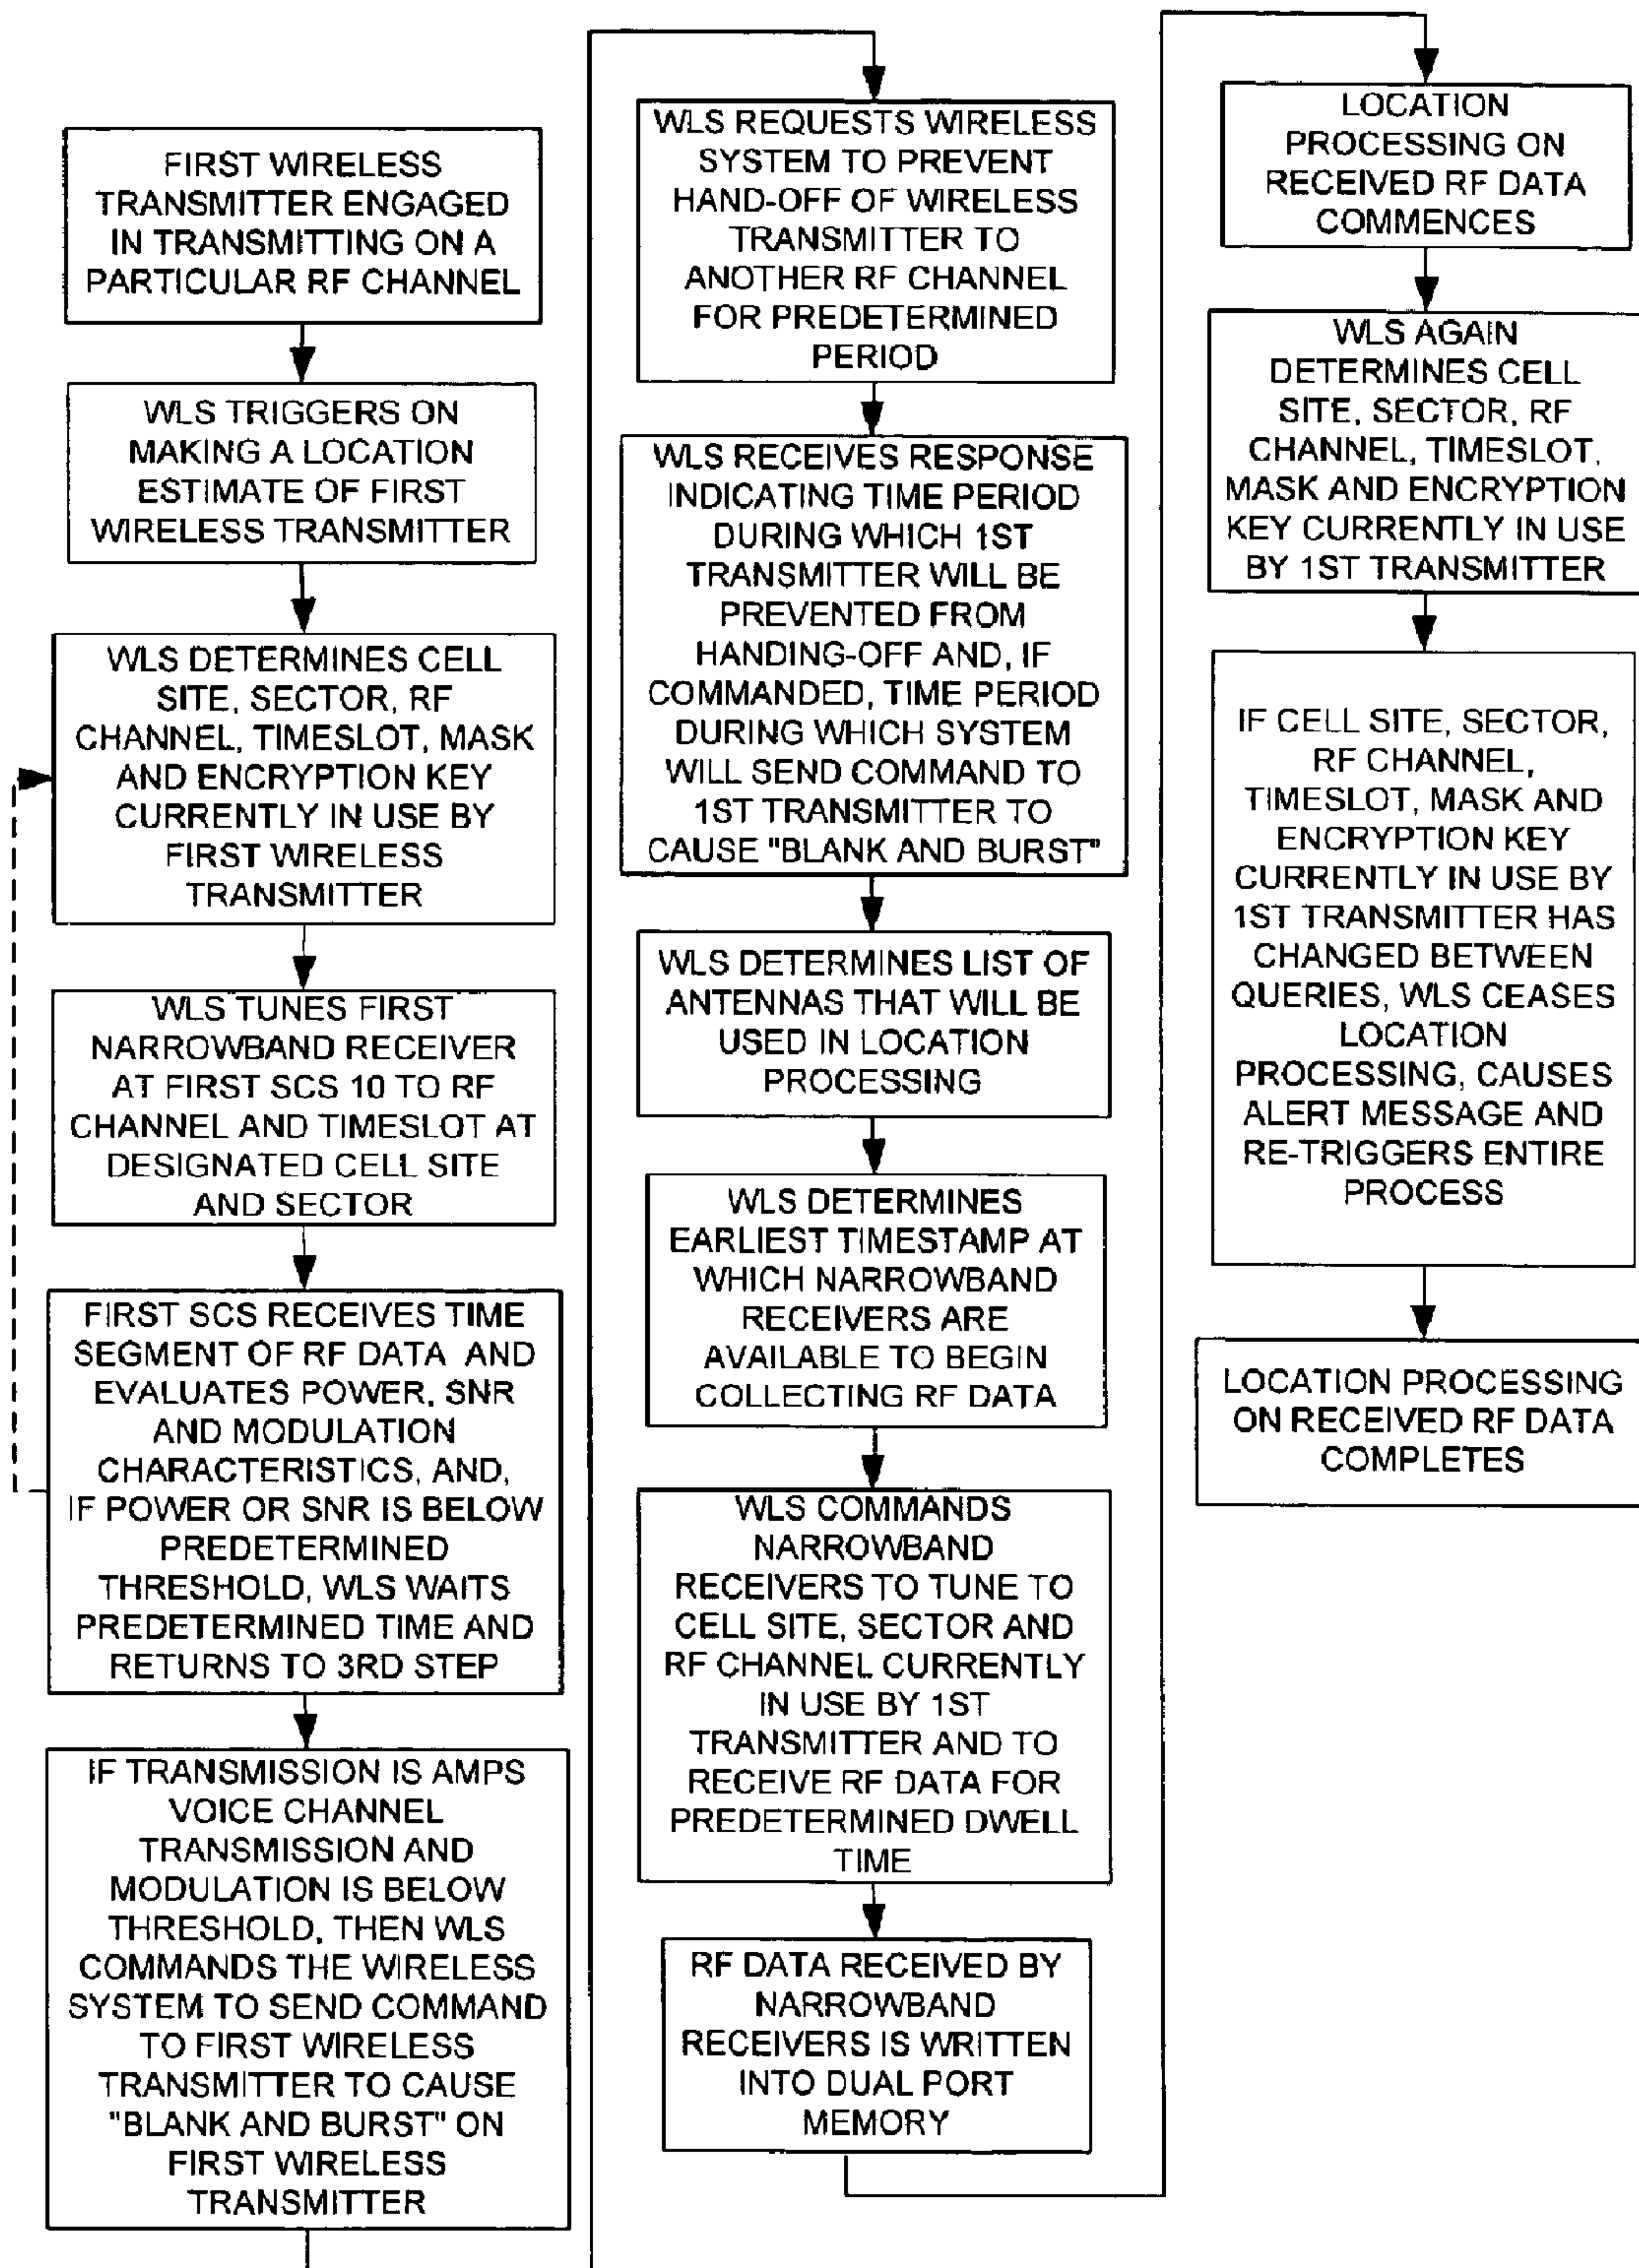 FIRST WIRELESS
TRANSMITTER ENGAGED
IN TRANSMITTING ON A
PARTICULAR RF CHANNEL
WLS TRIGGERS ON
MAKING A LOCATION
ESTIMATE OF FIRST
WIRELESS TRANSMITTER
WLS DETERMINES CELL
SITE, SECTOR, RF
CHANNEL, TIMESLOT, MASK
AND ENCRYPTION KEY
CURRENTLY IN USE BY
FIRST WIRELESS
TRANSMITTER
WLS TUNES FIRST
NARROWBAND RECEIVER
AT FIRST SCS 10 TO RF
CHANNEL AND TIMESLOT AT
DESIGNATED CELL SITE
AND SECTOR
FIRST SCS RECEIVES TIME
SEGMENT OF RF DATA AND
EVALUATES POWER, SNR
AND MODULATION
CHARACTERISTICS, AND,
IF POWER OR SNR IS BELOW
PREDETERMINED
THRESHOLD, WLS WAITS
PREDETERMINED TIME AND
RETURNS TO 3RD STEP
IF TRANSMISSION IS AMPS
VOICE CHANNEL
TRANSMISSION AND
MODULATION IS BELOW
THRESHOLD, THEN WLS
COMMANDS THE WIRELESS
SYSTEM TO SEND COMMAND
TO FIRST WIRELESS
TRANSMITTER TO CAUSE
"BLANK AND BURST" ON
FIRST WIRELESS
TRANSMITTER
WLS REQUESTS WIRELESS
SYSTEM TO PREVENT
HAND-OFF OF WIRELESS
TRANSMITTER TO
ANOTHER RF CHANNEL
FOR PREDETERMINED
PERIOD
WLS RECEIVES RESPONSE
INDICATING TIME PERIOD
DURING WHICH 1ST
TRANSMITTER WILL BE
PREVENTED FROM
HANDING-OFF AND, IF
COMMANDED, TIME PERIOD
DURING WHICH SYSTEM
WILL SEND COMMAND TO
1ST TRANSMITTER TO
CAUSE "BLANK AND BURST"
WLS DETERMINES LIST OF
ANTENNAS THAT WILL BE
USED IN LOCATION
PROCESSING
WLS DETERMINES
EARLIEST TIMESTAMP AT
WHICH NARROWBAND
RECEIVERS ARE
AVAILABLE TO BEGIN
COLLECTING RF DATA
WLS COMMANDS
NARROWBAND
RECEIVERS TO TUNE TO
CELL SITE, SECTOR AND
RF CHANNEL CURRENTLY
IN USE BY 1ST
TRANSMITTER AND TO
RECEIVE RF DATA FOR
PREDETERMINED DWELL
TIME
RF DATA RECEIVED BY
NARROWBAND
RECEIVERS IS WRITTEN
INTO DUAL PORT
MEMORY
LOCATION
PROCESSING ON
RECEIVED RF DATA
COMMENCES
WLS AGAIN
DETERMINES CELL
SITE, SECTOR, RF
CHANNEL, TIMESLOT,
MASK AND ENCRYPTION
KEY CURRENTLY IN USE
BY 1ST TRANSMITTER
IF CELL SITE, SECTOR,
RF CHANNEL,
TIMESLOT, MASK AND
ENCRYPTION KEY
CURRENTLY IN USE BY
1ST TRANSMITTER HAS
CHANGED BETWEEN
QUERIES, WLS CEASES
LOCATION
PROCESSING, CAUSES
ALERT MESSAGE AND
RE-TRIGGERS ENTIRE
PROCESS
LOCATION PROCESSING
ON RECEIVED RF DATA
COMPLETES